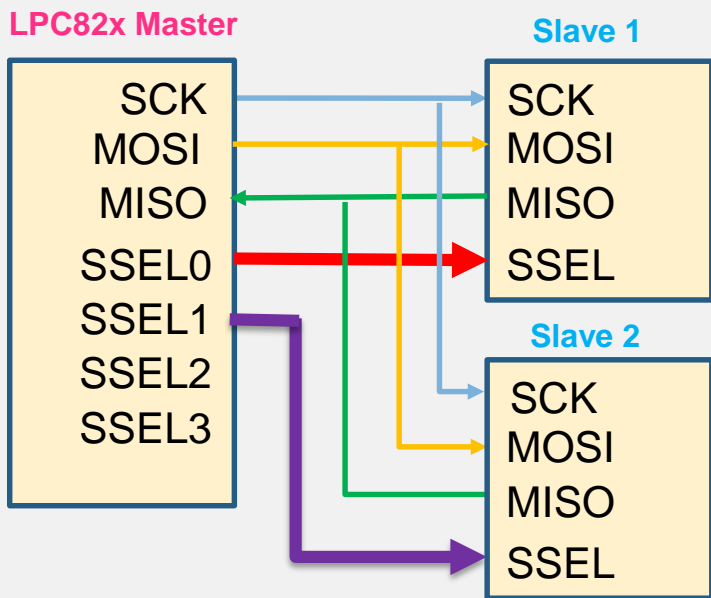 LPC82x Master
SCK
MOSI
MISO
SSEL0
SSEL1
SSEL2
SSEL3
Slave 1
SCK
MOSI
MISO
SSEL
Slave 2
SCK
MOSI
MISO
SSEL